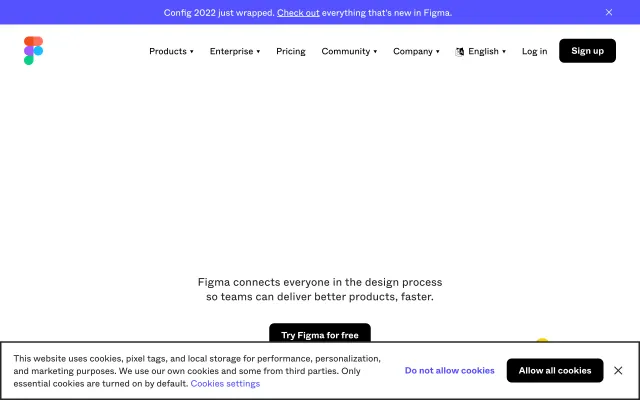 Config 2022 just wrapped. Check out everything that's new in Figma.
Products
Enterprise
Pricing
Community
Company
English
Log in
Sign up
Figma connects everyone in the design process
so teams can deliver better products, faster.
Try Figma for free
This website uses cookies, pixel tags, and local storage for performance, personalization,
and marketing purposes. We use our own cookies and some from third parties. Only
essential cookies are turned on by default. Cookies settings
Do not allow cookies
Allow all cookies